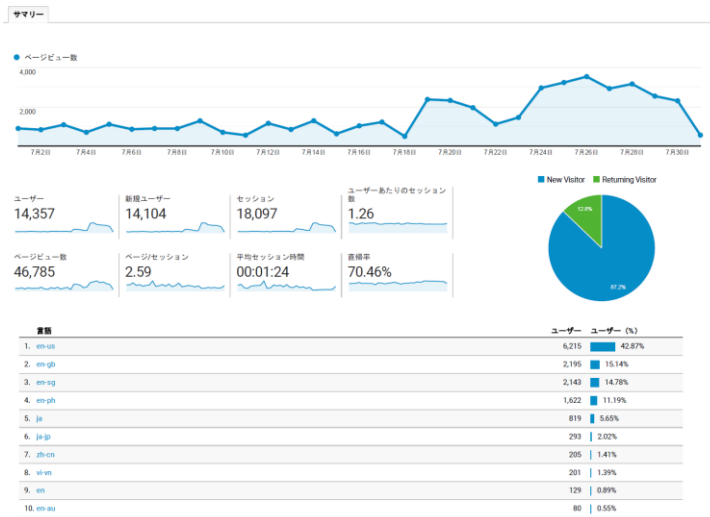 サマリー
ページビュー数
4,000
2,000
7月2日 7月4日 7月6日 7月8日 7月10日 7月12日 7月14日 7月16日 7月18日 7月20日 7月22日 7月24日 7月26日 7月28日 7月30日
New Visitor Returning Visitor
12.8%
87.2%
ユーザー
14,357
新規ユーザー
14,104
セッション
18,097
ユーザーあたりのセッション
数
1.26
ページビュー数
46,785
ページ/セッション
2.59
平均セッション時間
00:01:24
直帰率
70.46%
言語 ユーザー ユーザー (%)
1. en-us 6,215 42.87%
2. en-gb 2,195 15.14%
3. en-sg 2,143 14.78%
4. en-ph 1,622 11.19%
5. ja 819 5.65%
6. ja-jp 293 2.02%
7. zh-cn 205 1.41%
8. vi-vn 201 1.39%
9. en 129 0.89%
10. en-au 80 0.55%